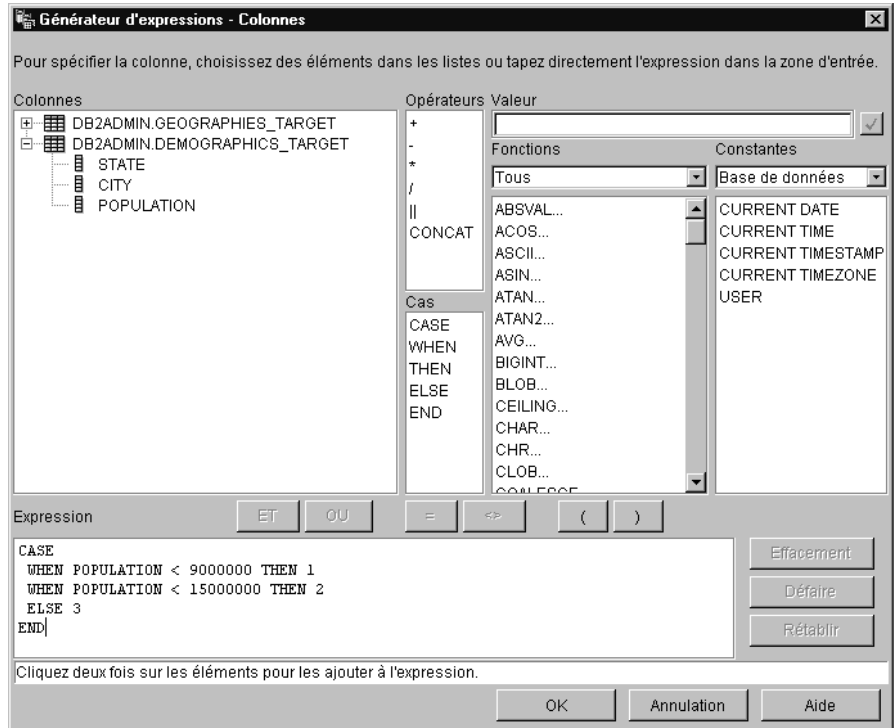 Générateur d'expressions - Colonnes
Pour spécifier la colonne, choisissez des éléments dans les listes ou tapez directement l'expression dans la zone d'entrée.
Colonnes
DB2ADMIN.GEOGRAPHIES_TARGET
DB2ADMIN.DEMOGRAPHICS_TARGET
STATE
CITY
POPULATION
Opérateurs
+
-
*
/
||
CONCAT
Cas
CASE
WHEN
THEN
ELSE
END
Valeur
Fonctions
Tous
ABSVAL...
ACOS...
ASCII...
ASIN...
ATAN...
ATAN2...
AVG...
BIGINT...
BLOB...
CEILING...
CHAR...
CHR...
CLOB...
COALESCE
Constantes
Base de données
CURRENT DATE
CURRENT TIME
CURRENT TIMESTAMP
CURRENT TIMEZONE
USER
Expression
ET
OU
=
<>
(
)
CASE
WHEN POPULATION < 9000000 THEN 1
WHEN POPULATION < 15000000 THEN 2
ELSE 3
END
Effacement
Défaire
Rétablir
Cliquez deux fois sur les éléments pour les ajouter à l'expression.
OK
Annulation
Aide